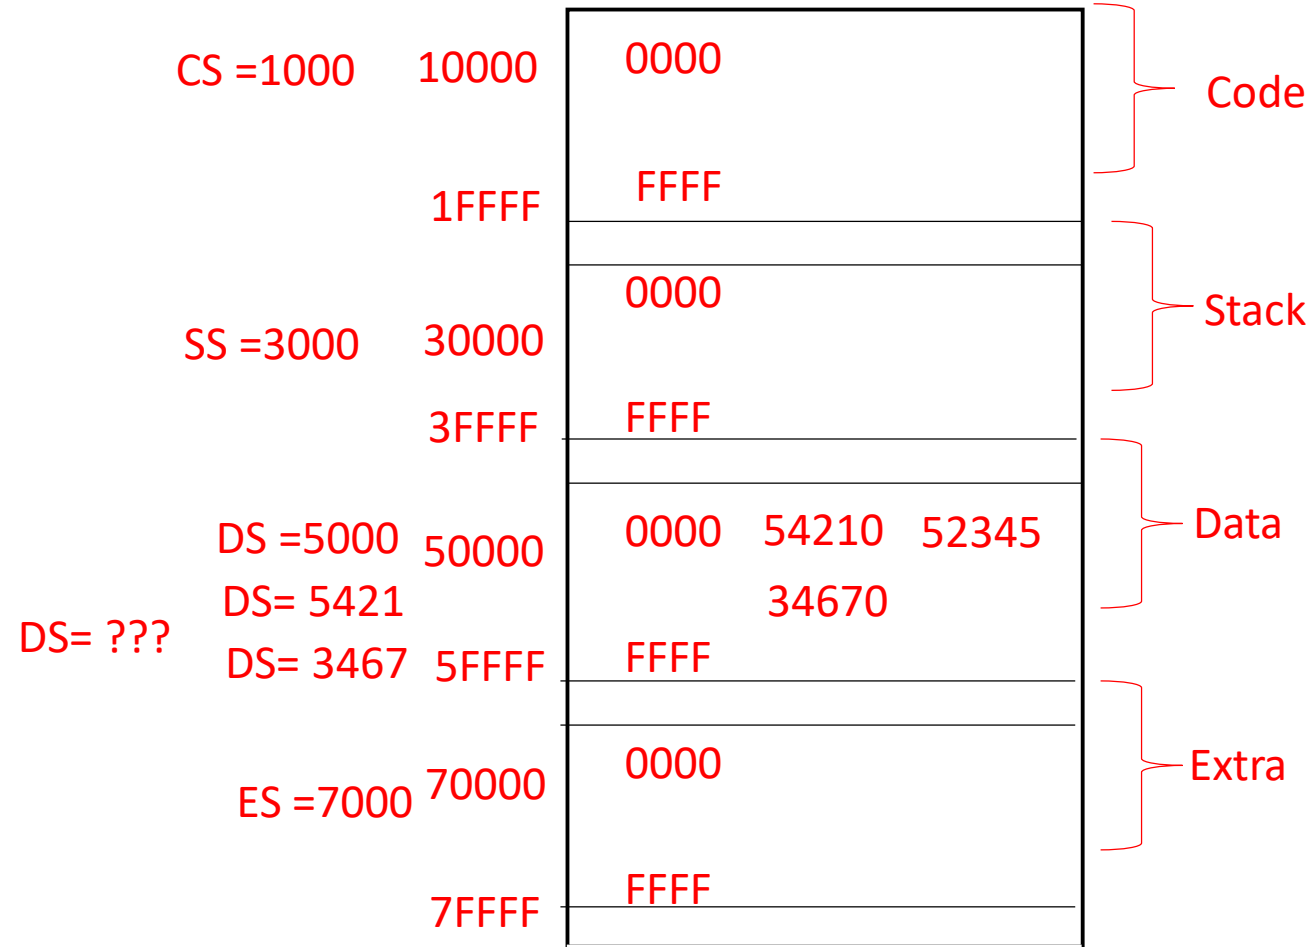 CS =1000 10000 0000
Code
FFFF
1FFFF
0000
Stack
SS =3000 30000
FFFF
3FFFF
DS =5000 50000 0000 54210 52345
Data
DS= 5421 34670
DS= ???
DS= 3467 5FFFF FFFF
0000
Extra
ES =7000 70000
FFFF
7FFFF